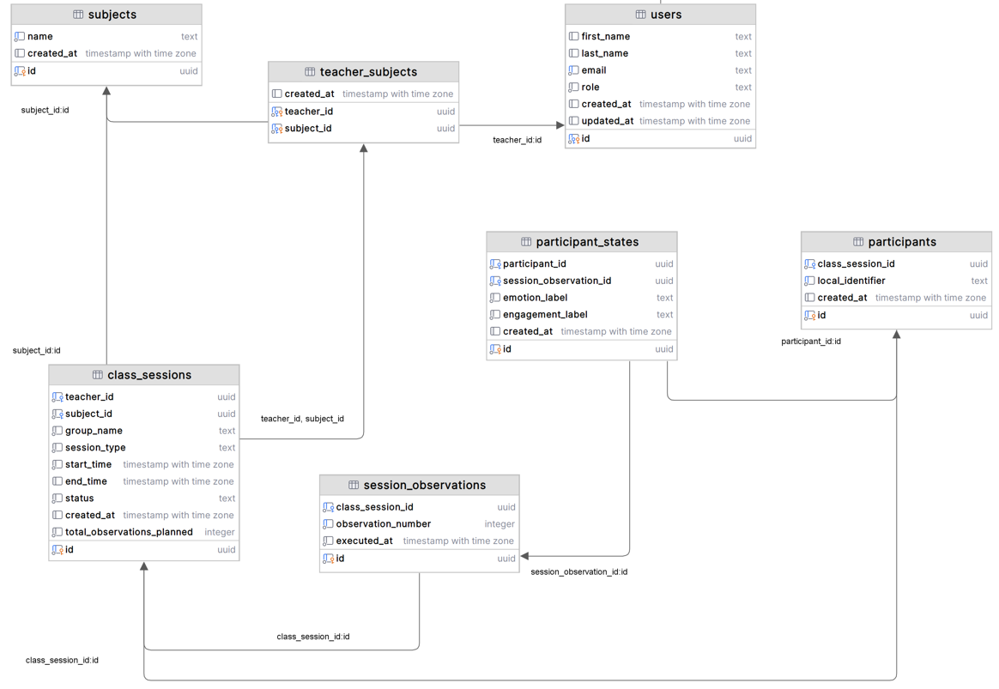 subjects
name text
created_at timestamp with time zone
id uuid
users
first_name text
last_name text
email text
role text
created_at timestamp with time zone
updated_at timestamp with time zone
id uuid
teacher_subjects
created_at timestamp with time zone
teacher_id uuid
subject_id uuid
subject_id:id
teacher_id:id
participant_states
participant_id uuid
session_observation_id uuid
emotion_label text
engagement_label text
created_at timestamp with time zone
id uuid
participants
class_session_id uuid
local_identifier text
created_at timestamp with time zone
id uuid
participant_id:id
subject_id:id
class_sessions
teacher_id uuid
subject_id uuid
group_name text
session_type text
start_time timestamp with time zone
end_time timestamp with time zone
status text
created_at timestamp with time zone
total_observations_planned integer
id uuid
teacher_id, subject_id
session_observations
class_session_id uuid
observation_number integer
executed_at timestamp with time zone
id uuid
session_observation_id:id
class_session_id:id
class_session_id:id